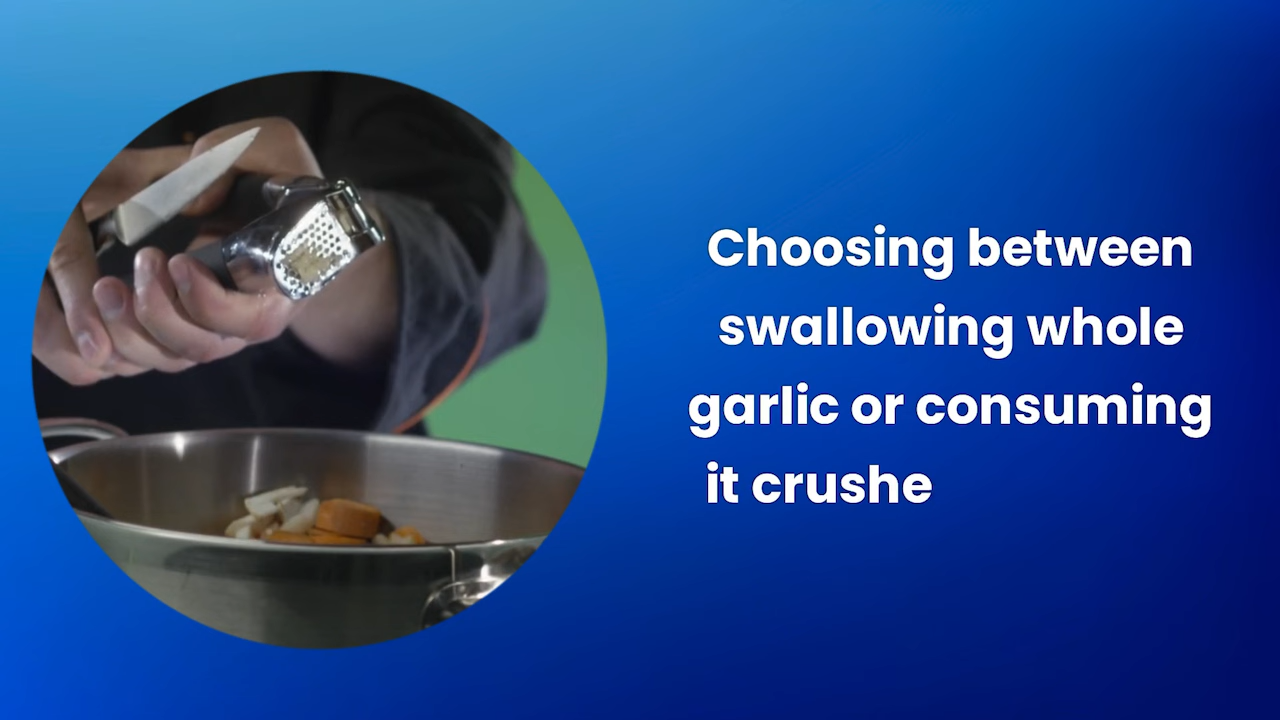 Choosing between
swallowing whole
garlic or consuming
it crushe